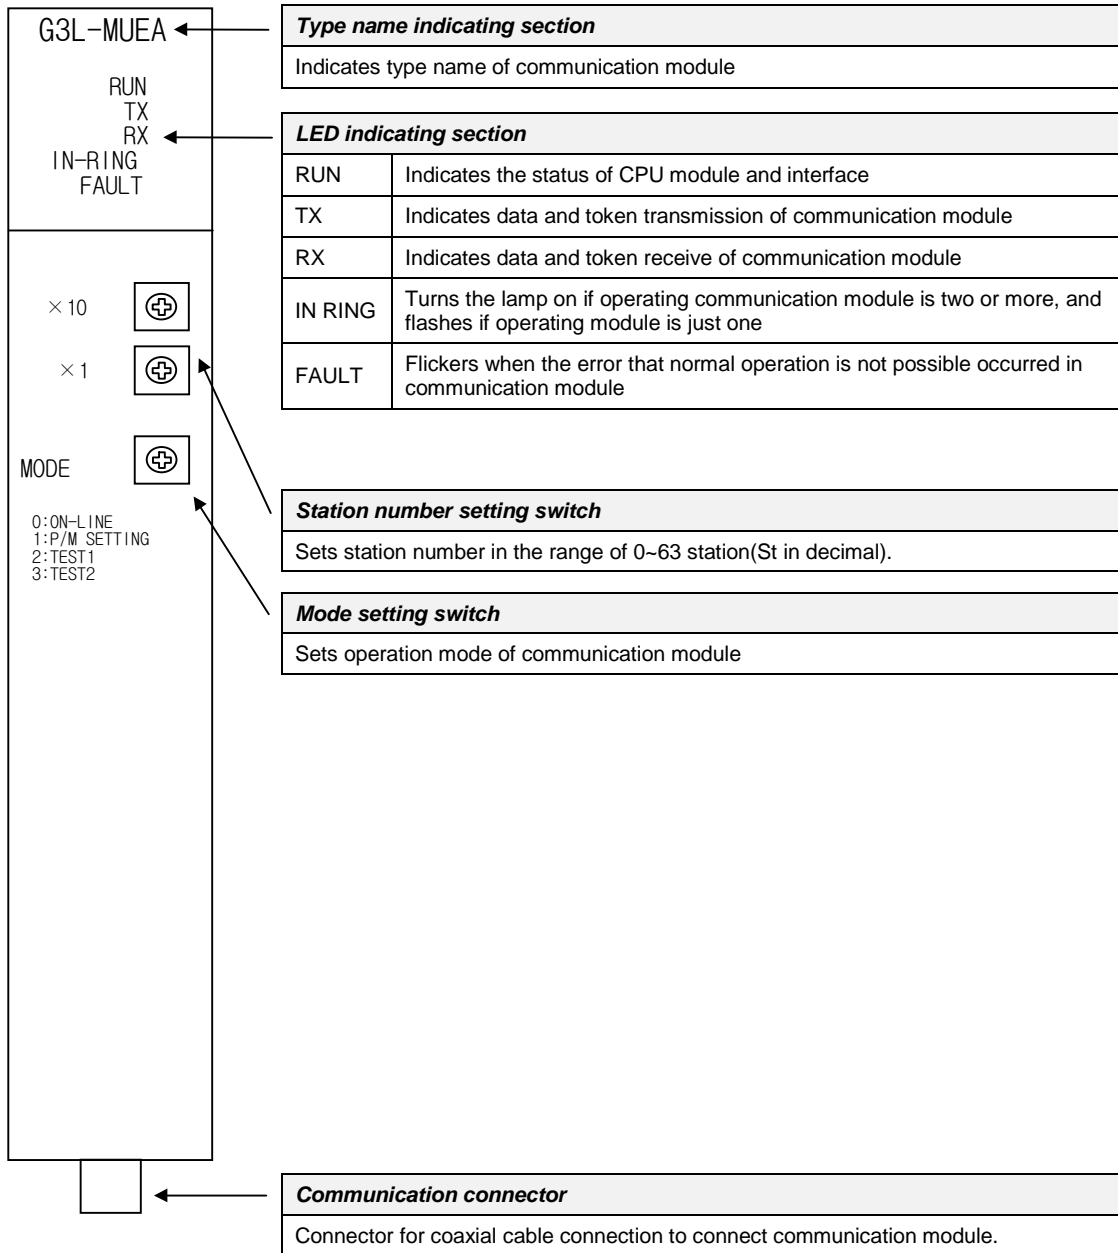 G3L-MUEA
RUN
TX
RX
IN-RING
FAULT
×10
×1
MODE
0:ON-LINE
1:P/M SETTING
2:TEST1
3:TEST2
Type name indicating section
Indicates type name of communication module
LED indicating section
RUN Indicates the status of CPU module and interface
TX Indicates data and token transmission of communication module
RX Indicates data and token receive of communication module
IN RING Turns the lamp on if operating communication module is two or more, and
flashes if operating module is just one
FAULT Flickers when the error that normal operation is not possible occurred in
communication module
Station number setting switch
Sets station number in the range of 0~63 station(St in decimal).
Mode setting switch
Sets operation mode of communication module
Communication connector
Connector for coaxial cable connection to connect communication module.